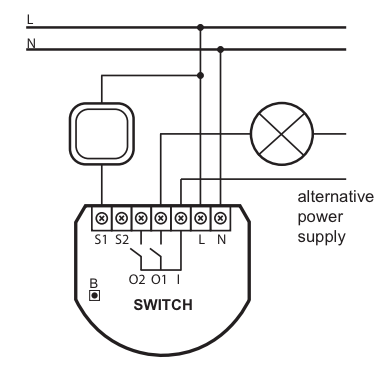 L
N
alternative
power
supply
S1 S2 L N
O2 O1 I
B
SWITCH